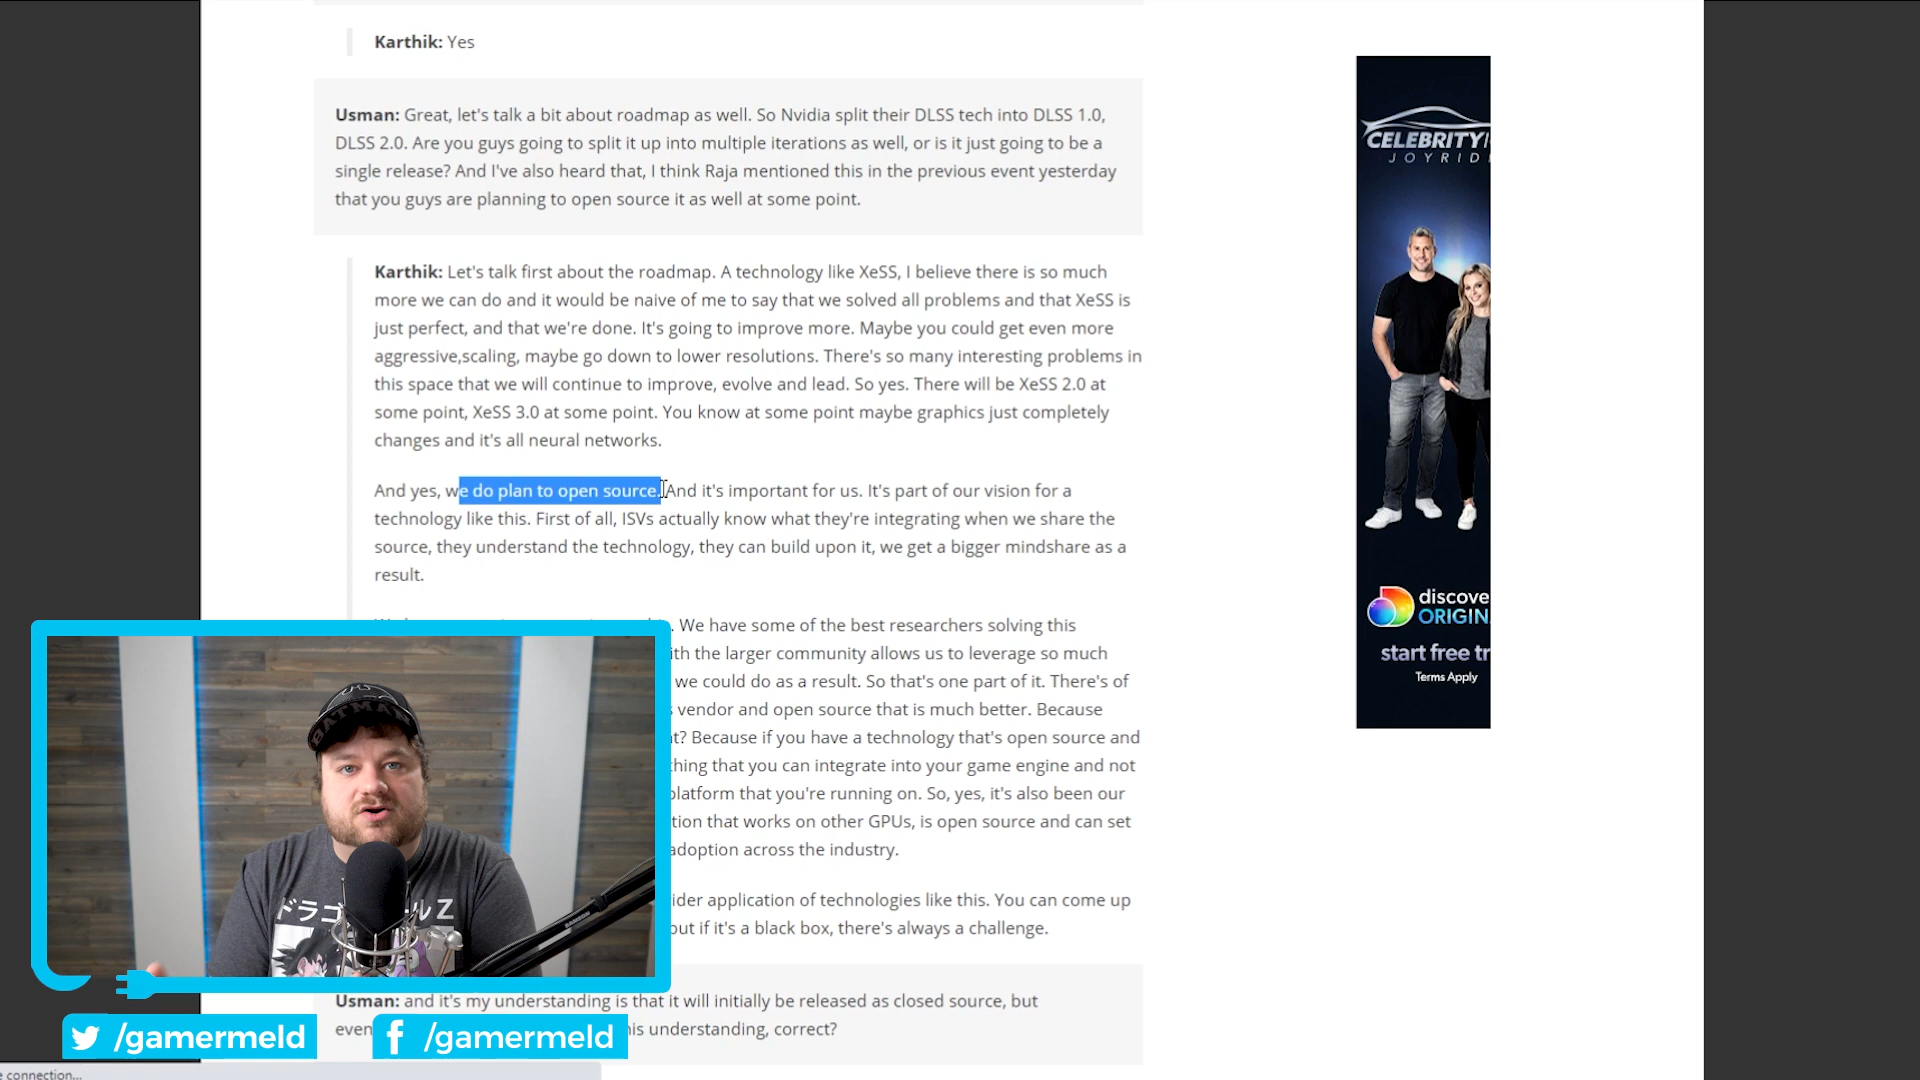 Karthik: Yes
Usman: Great, let's talk a bit about roadmap as well. So Nvidia split their DLSS tech into DLSS 1.0,
DLSS 2.0. Are you guys going to split it up into multiple iterations as well, or is it just going to be a
single release? And I've also heard that, I think Raja mentioned this in the previous event yesterday
that you guys are planning to open source it as well at some point.
Karthik: Let's talk first about the roadmap. A technology like XeSS, I believe there is so much
more we can do and it would be naive of me to say that we solved all problems and that XeSS is
just perfect, and that we're done. It's going to improve more. Maybe you could get even more
aggressive,scaling, maybe go down to lower resolutions. There's so many interesting problems in
this space that we will continue to improve, evolve and lead. So yes. There will be XeSS 2.0 at
some point, XeSS 3.0 at some point. You know at some point maybe graphics just completely
changes and it's all neural networks.
And yes, we do plan to open source. And it's important for us. It's part of our vision for a
technology like this. First of all, ISVs actually know what they're integrating when we share the
source, they understand the technology, they can build upon it, we get a bigger mindshare as a
result.
We have some of the best researchers solving this
with the larger community allows us to leverage so much
we could do as a result. So that's one part of it. There's of
vendor and open source that is much better. Because
Because if you have a technology that's open source and
thing that you can integrate into your game engine and not
platform that you're running on. So, yes, it's also been our
tion that works on other GPUs, is open source and can set
adoption across the industry.
ider application of technologies like this. You can come up
but if it's a black box, there's always a challenge.
Usman: and it's my understanding is that it will initially be released as closed source, but
even
his understanding, correct?
CELEBRITY
JOYRID
discove
ORIGIN
start free tr
Terms Apply
BATMAN
ドラゴ
ルZ
SAMSON
/gamermeld
/gamermeld
e connection...